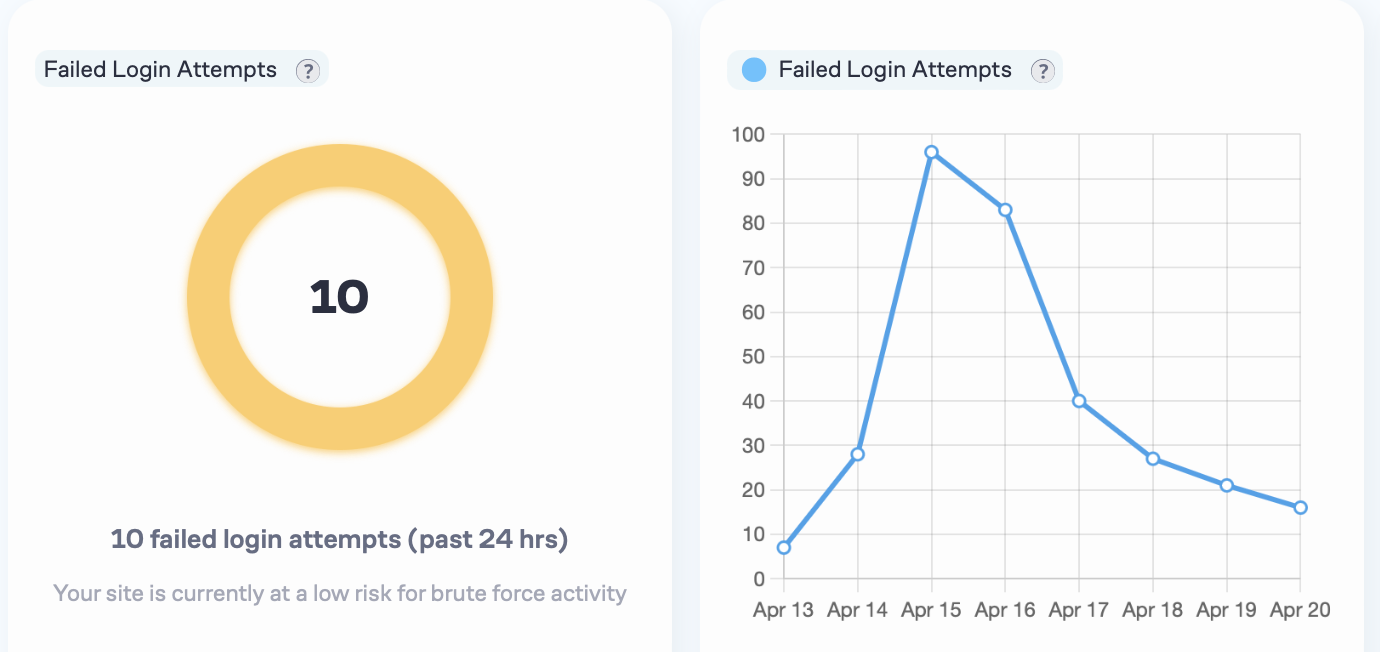 Failed Login Attempts ?
10
10 failed login attempts (past 24 hrs)
Your site is currently at a low risk for brute force activity
Failed Login Attempts ?
100
90
80
70
60
50
40
30
20
10
0
Apr 13 Apr 14 Apr 15 Apr 16 Apr 17 Apr 18 Apr 19 Apr 20